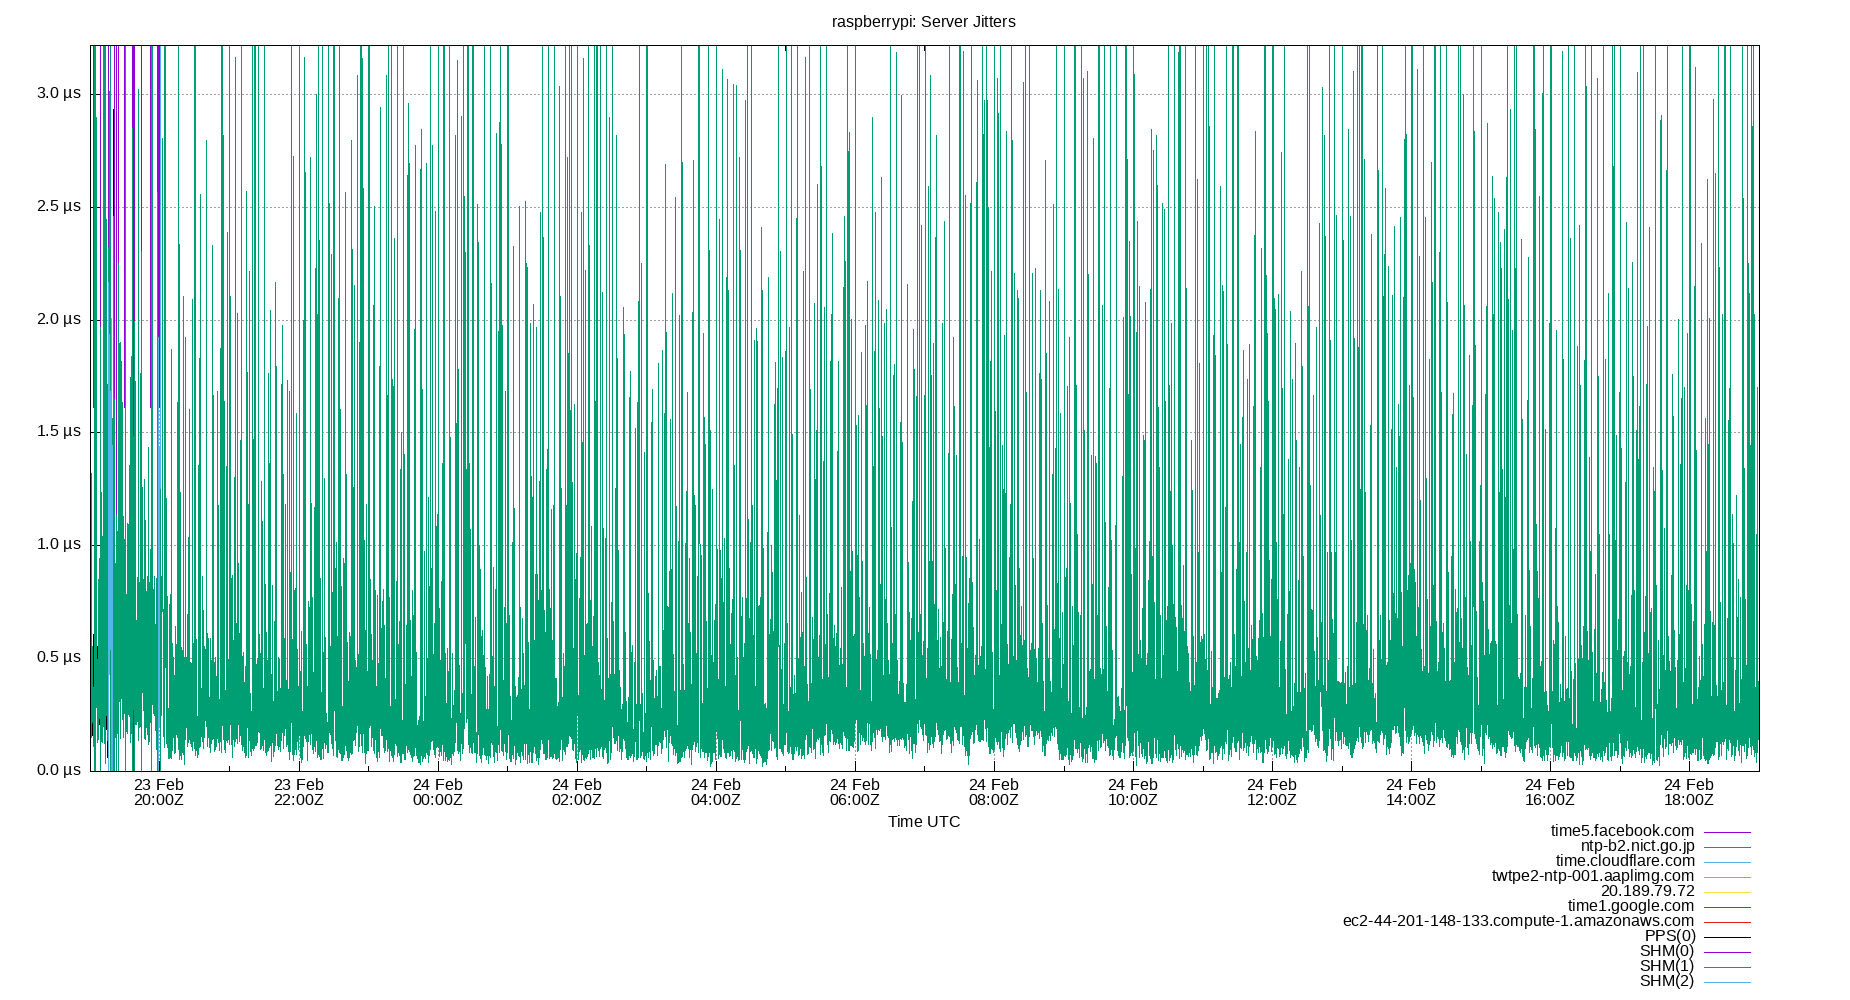 raspberrypi: Server Jitters
3.0 µs
2.5 µs
2.0 µs
1.5 µs
1.0 µs
0.5 µs
0.0 µs
23 Feb 23 Feb 24 Feb 24 Feb 24 Feb 24 Feb 24 Feb 24 Feb 24 Feb 24 Feb 24 Feb 24 Feb
20:00Z 22:00Z 00:00Z 02:00Z 04:00Z 06:00Z 08:00Z 10:00Z 12:00Z 14:00Z 16:00Z 18:00Z
Time UTC
time5.facebook.com
ntp-b2.nict.go.jp
time.cloudflare.com
twtpe2-ntp-001.aaplimg.com
20.189.79.72
time1.google.com
ec2-44-201-148-133.compute-1.amazonaws.com
PPS(0)
SHM(0)
SHM(1)
SHM(2)